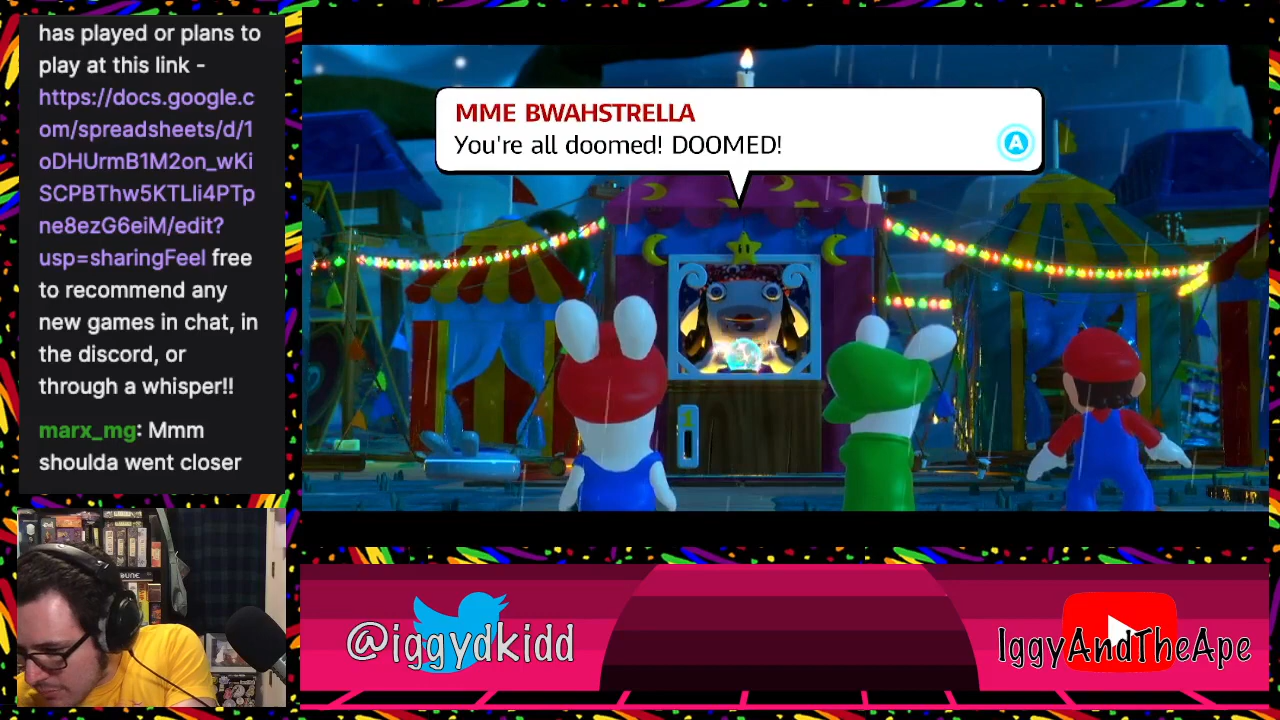 has played or plans to
play at this link -
https://docs.google.c
om/spreadsheets/d/1
oDHUrmB1M2on_wKi
SCPBThw5KTLIi4PTp
ne8ezG6eiM/edit?
usp=sharingFeel free
to recommend any
new games in chat, in
the discord, or
through a whisper!!
marx_mg: Mmm
shoulda went closer
MME BWAHSTRELLA
You're all doomed! DOOMED!
A
DUNE
@iggydkidd
IggyAndTheApe